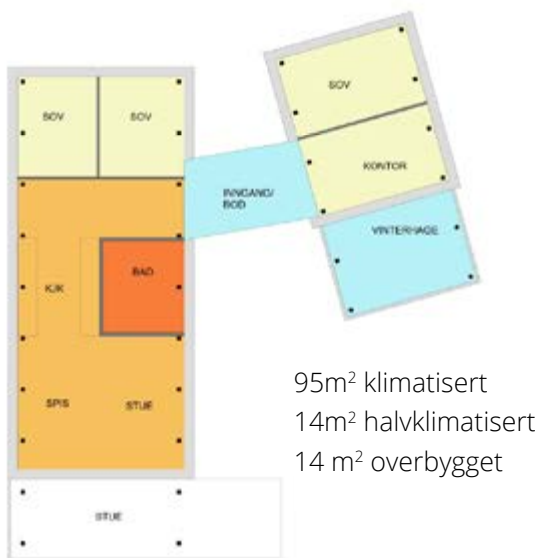 SOV
SOV
SOV
KONTOR
INNGANG/
BOD
VINTERHAGE
BAD
KJK
SPIS
STUE
95m² klimatisert
14m² halvklimatisert
14 m² overbygget
STUE